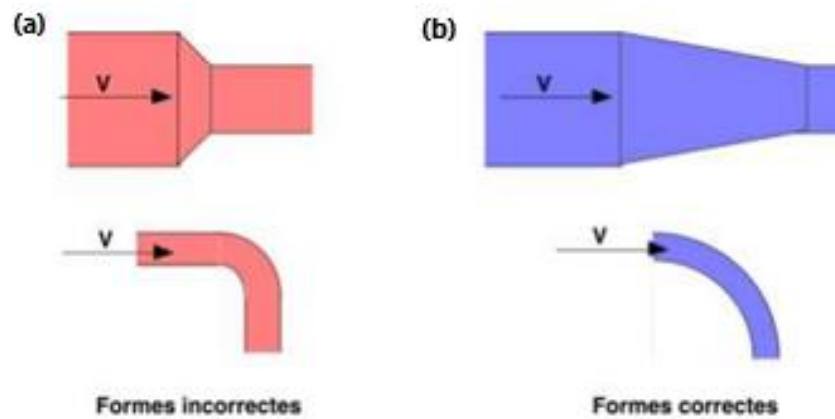 (a)
(b)
V
V
V
V
Formes incorrectes
Formes correctes